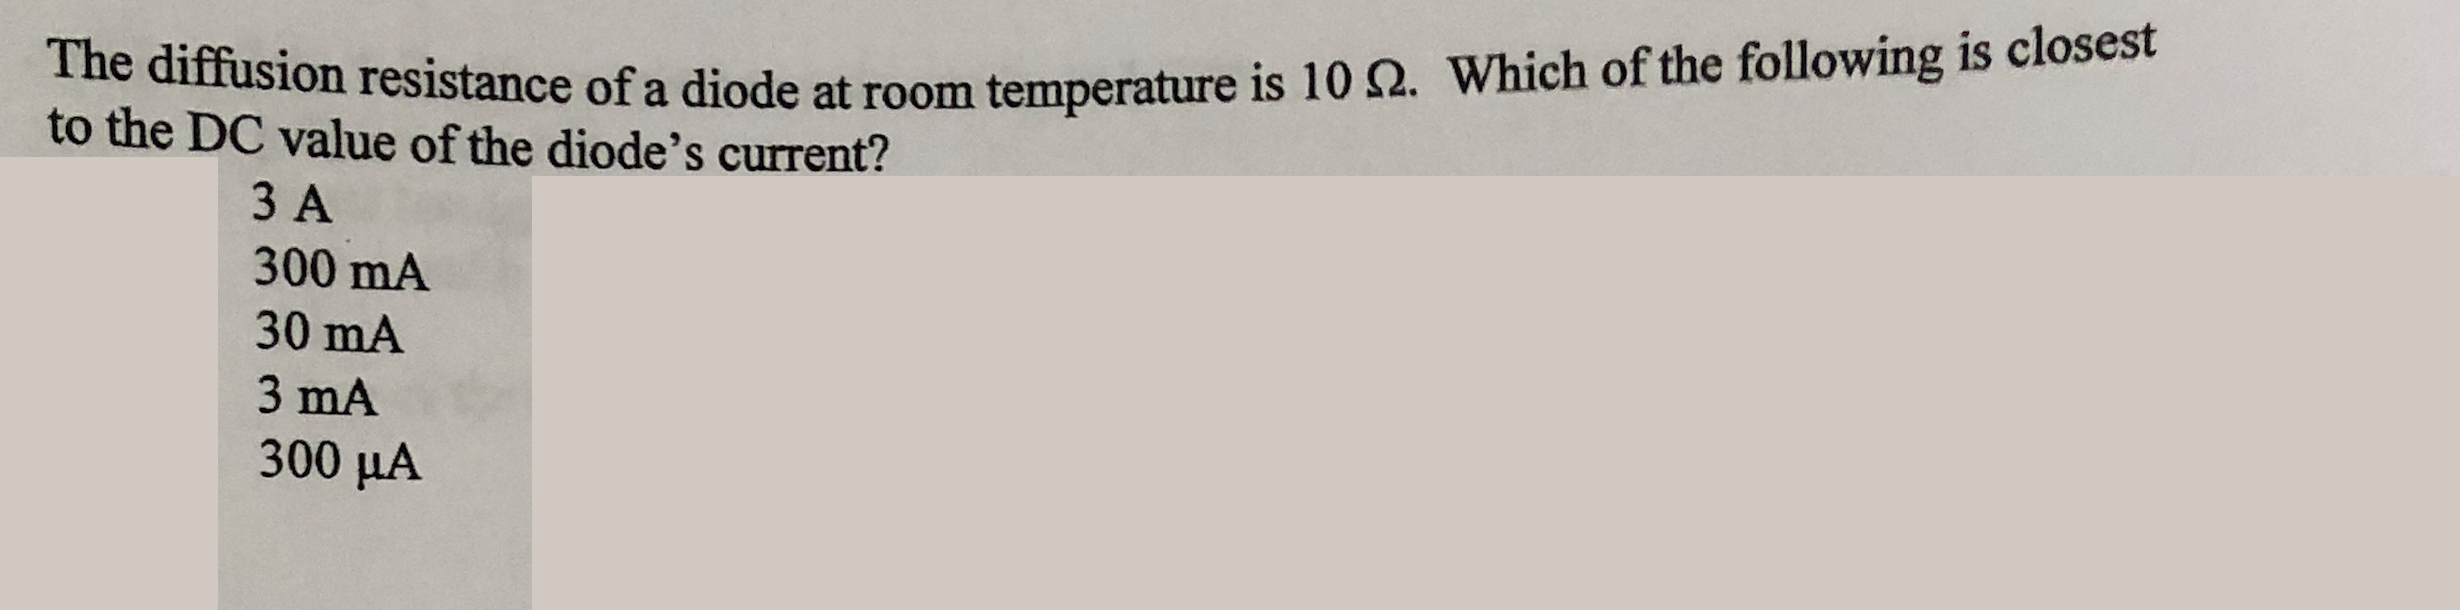 The diffusion resistance of a diode at room temperature is 10 Ω. Which of the following is closest
to the DC value of the diode’s current?
3 A
300 mA
30 mA
3 mA
300 μA